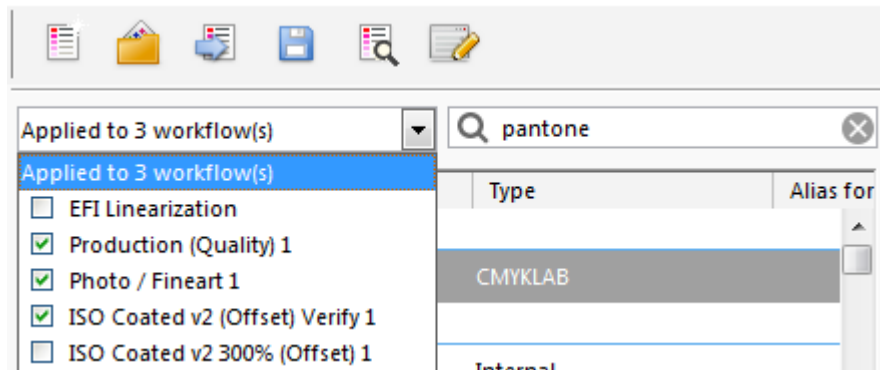 Applied to 3 workflow(s)
pantone
Applied to 3 workflow(s)
Type
Alias for
EFI Linearization
Production (Quality) 1
Photo / Fineart 1
CMYKLAB
ISO Coated v2 (Offset) Verify 1
ISO Coated v2 300% (Offset) 1
Internal